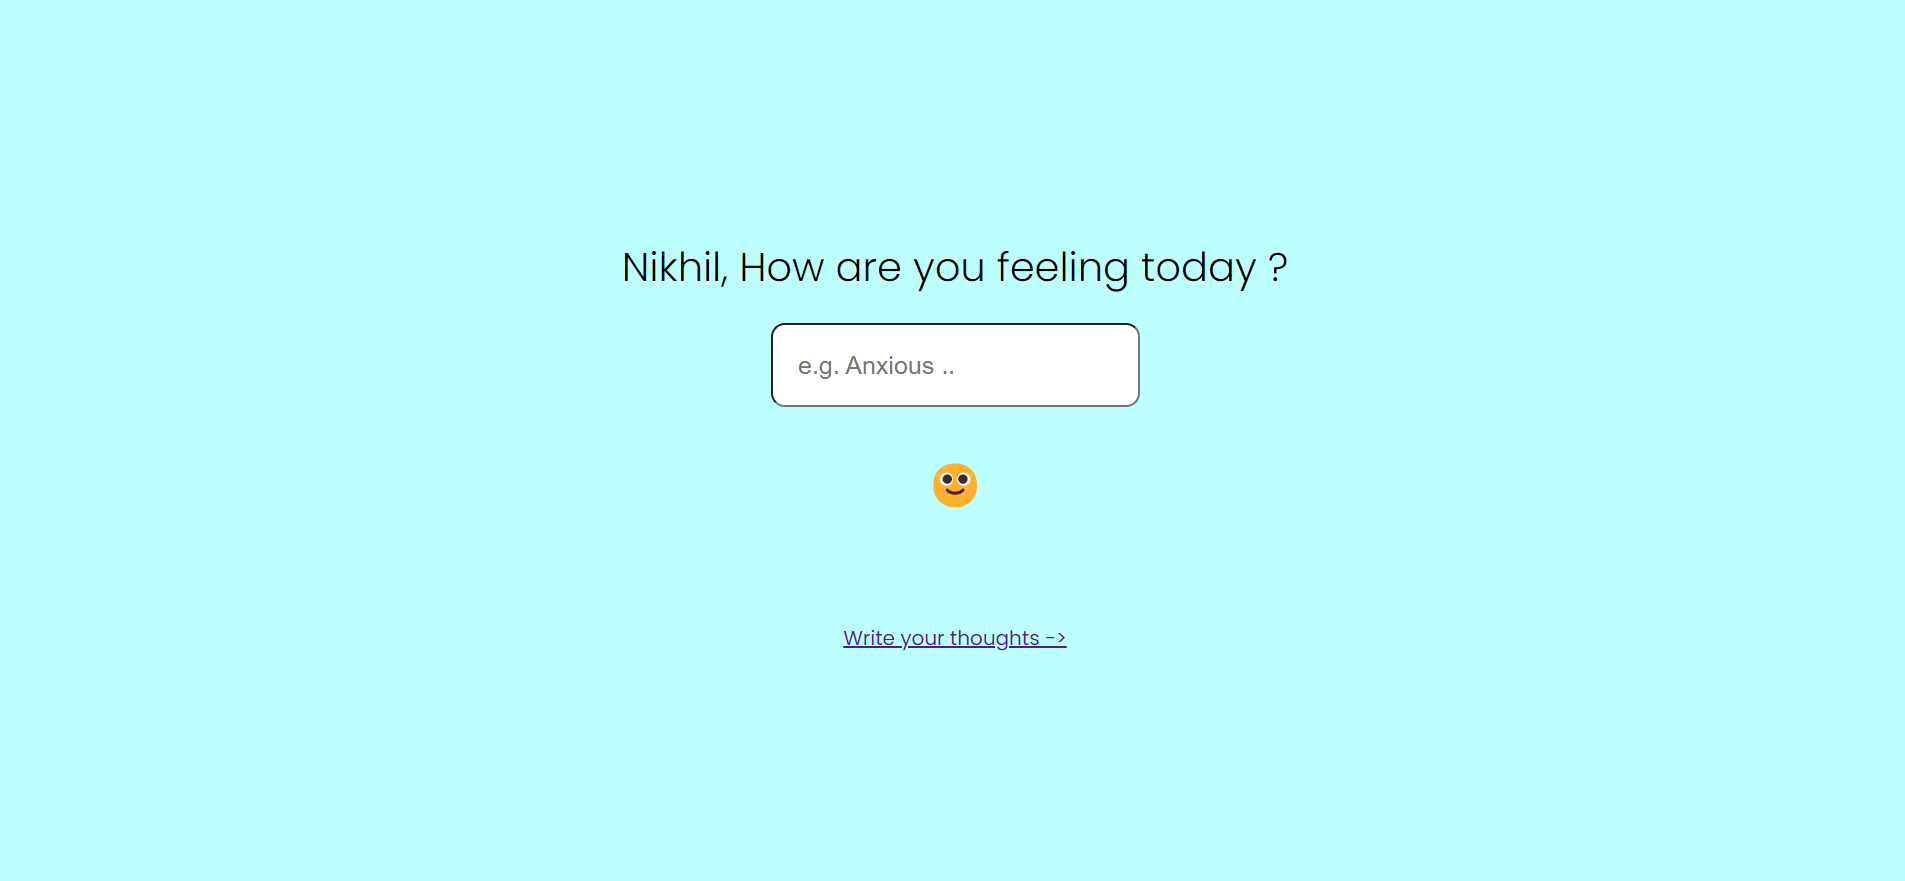 Nikhil, How are you feeling today ?
e.g. Anxious ..
Write your thoughts ->